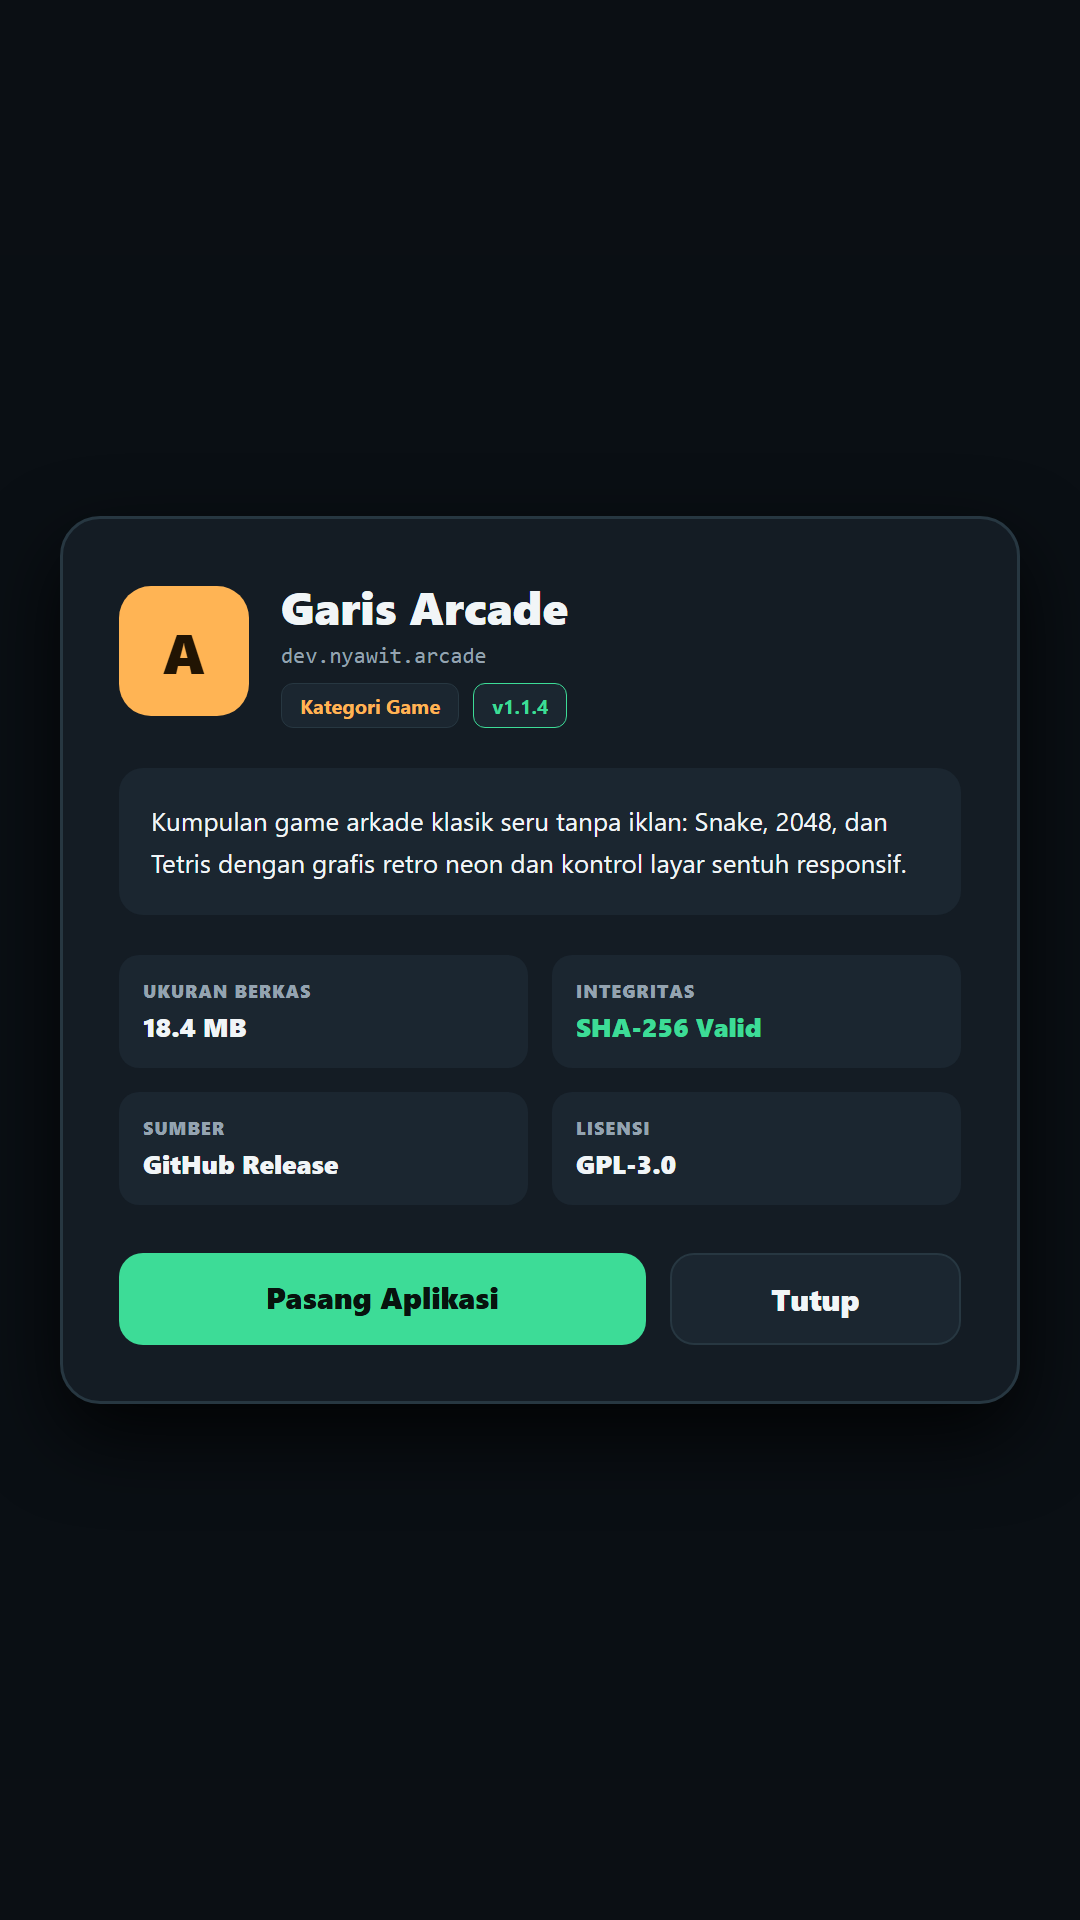 A
Garis Arcade
dev.nyawit.arcade
Kategori Game
v1.1.4
Kumpulan game arkade klasik seru tanpa iklan: Snake, 2048, dan
Tetris dengan grafis retro neon dan kontrol layar sentuh responsif.
UKURAN BERKAS
18.4 MB
INTEGRITAS
SHA-256 Valid
SUMBER
GitHub Release
LISENSI
GPL-3.0
Pasang Aplikasi
Tutup